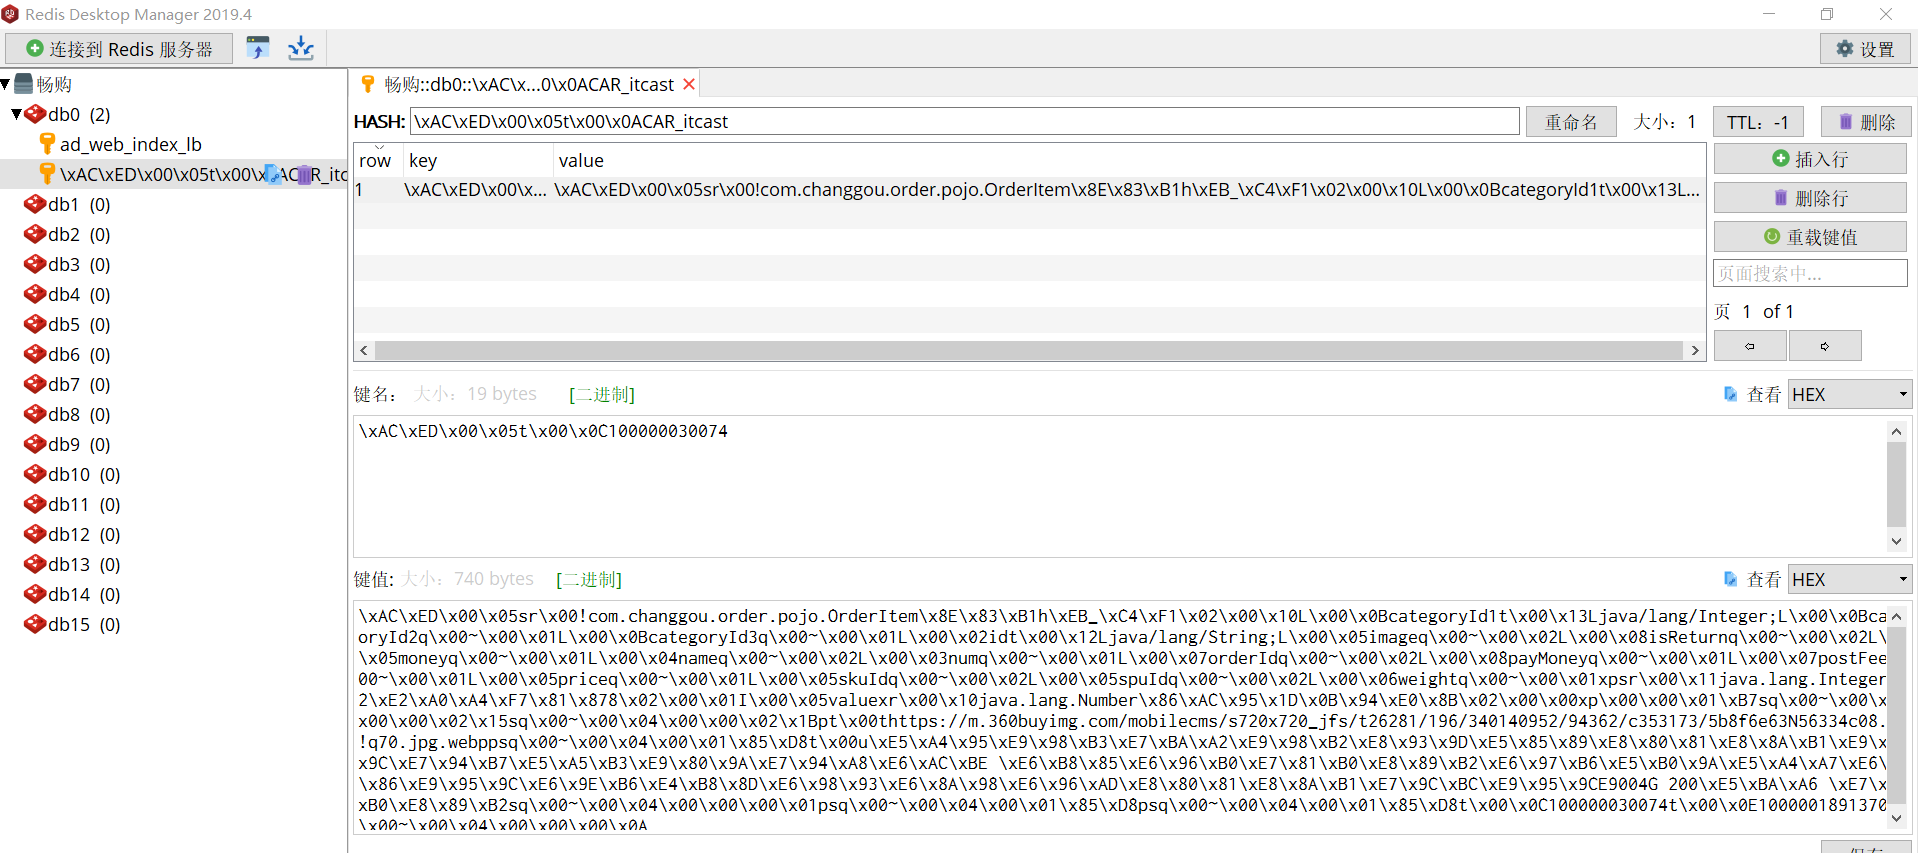 Redis Desktop Manager 2019.4
连接到 Redis 服务器
设置
畅购
db0 (2)
ad_web_index_lb
\xAC\xED\x00\x05t\x00\x
R_itc
db1 (0)
db2 (0)
db3 (0)
db4 (0)
db5 (0)
db6 (0)
db7 (0)
db8 (0)
db9 (0)
db10 (0)
db11 (0)
db12 (0)
db13 (0)
db14 (0)
db15 (0)
畅购::db0::\xAC\x...0\x0ACAR_itcast
HASH: \xAC\xED\x00\x05t\x00\x0ACAR_itcast
重命名
大小: 1
TTL: -1
删除
row key value
1 \xAC\xED\x00\x... \xAC\xED\x00\x05sr\x00!com.changgou.order.pojo.OrderItem\x8E\x83\xB1h\xEB_\xC4\xF1\x02\x00\x10L\x00\x0BcategoryId1t\x00\x13L...
插入行
删除行
重载键值
页面搜索中...
页 1 of 1
键名: 大小: 19 bytes [二进制]
查看 HEX
\xAC\xED\x00\x05t\x00\x0C100000030074
键值: 大小: 740 bytes [二进制]
查看 HEX
\xAC\xED\x00\x05sr\x00!com.changgou.order.pojo.OrderItem\x8E\x83\xB1h\xEB_\xC4\xF1\x02\x00\x10L\x00\x0BcategoryId1t\x00\x13Ljava/lang/Integer;L\x00\x0Bca
oryId2q\x00~\x00\x01L\x00\x0BcategoryId3q\x00~\x00\x01L\x00\x02idt\x00\x12Ljava/lang/String;L\x00\x05imageq\x00~\x00\x02L\x00\x08isReturnq\x00~\x00\x02L\
\x05moneyq\x00~\x00\x01L\x00\x04nameq\x00~\x00\x02L\x00\x03numq\x00~\x00\x01L\x00\x07orderIdq\x00~\x00\x02L\x00\x08payMoneyq\x00~\x00\x01L\x00\x07postFee
00~\x00\x01L\x00\x05priceq\x00~\x00\x01L\x00\x05skuIdq\x00~\x00\x02L\x00\x05spuIdq\x00~\x00\x02L\x00\x06weightq\x00~\x00\x01xpsr\x00\x11java.lang.Integer
2\xE2\xA0\xA4\xF7\x81\x878\x02\x00\x01I\x00\x05valuexr\x00\x10java.lang.Number\x86\xAC\x95\x1D\x0B\x94\xE0\x8B\x02\x00\x00xp\x00\x00\x01\xB7sq\x00~\x00\x
x00\x00\x02\x15sq\x00~\x00\x04\x00\x00\x02\x1Bpt\x00thttps://m.360buyimg.com/mobilecms/s720x720_jfs/t26281/196/340140952/94362/c353173/5b8f6e63N56334c08.
!q70.jpg.webppsq\x00~\x00\x04\x00\x01\x85\xD8t\x00u\xE5\xA4\x95\xE9\x98\xB3\xE7\xBA\xA2\xE9\x98\xB2\xE8\x93\x9D\xE5\x85\x89\xE8\x80\x81\xE8\x8A\xB1\xE9\x
x9C\xE7\x94\xB7\xE5\xA5\xB3\xE9\x80\x9A\xE7\x94\xA8\xE6\xAC\xBE \xE6\xB8\x85\xE6\x96\xB0\xE7\x81\xB0\xE8\x89\xB2\xE6\x97\xB6\xE5\xB0\x9A\xE5\xA4\xA7\xE6\
\x86\xE9\x95\x9C\xE6\x9E\xB6\xE4\xB8\x8D\xE6\x98\x93\xE6\x8A\x98\xE6\x96\xAD\xE8\x80\x81\xE8\x8A\xB1\xE7\x9C\xBC\xE9\x95\x9CE9004G 200\xE5\xBA\xA6 \xE7\x
xB0\xE8\x89\xB2sq\x00~\x00\x04\x00\x00\x00\x01psq\x00~\x00\x04\x00\x01\x85\xD8psq\x00~\x00\x04\x00\x01\x85\xD8t\x00\x0C100000030074t\x00\x0E1000001891370
\x00~\x00\x04\x00\x00\x00\x0A